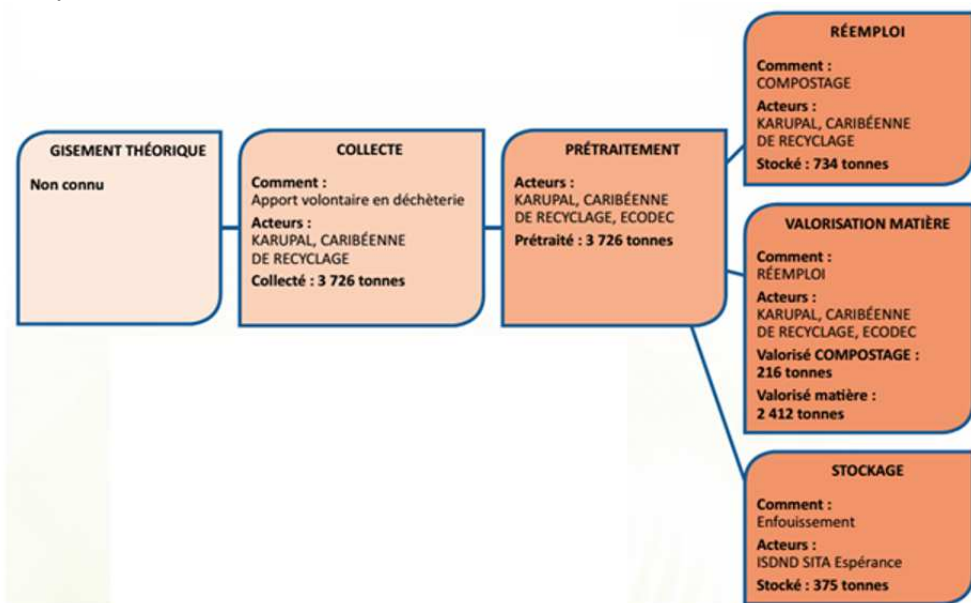 GISEMENT THÉORIQUE
Non connu
COLLECTE
Comment :
Apport volontaire en déchèterie
Acteurs :
KARUPAL, CARIBÉENNE
DE RECYCLAGE
Collecté : 3 726 tonnes
PRÉTRAITEMENT
Acteurs :
KARUPAL, CARIBÉENNE
DE RECYCLAGE, ECODEC
Prétraité : 3 726 tonnes
RÉEMPLOI
Comment :
COMPOSTAGE
Acteurs :
KARUPAL, CARIBÉENNE
DE RECYCLAGE
Stocké : 734 tonnes
VALORISATION MATIÈRE
Comment :
RÉEMPLOI
Acteurs :
KARUPAL, CARIBÉENNE
DE RECYCLAGE, ECODEC
Valorisé COMPOSTAGE :
216 tonnes
Valorisé matière :
2 412 tonnes
STOCKAGE
Comment :
Enfouissement
Acteurs :
ISDND SITA Espérance
Stocké : 375 tonnes